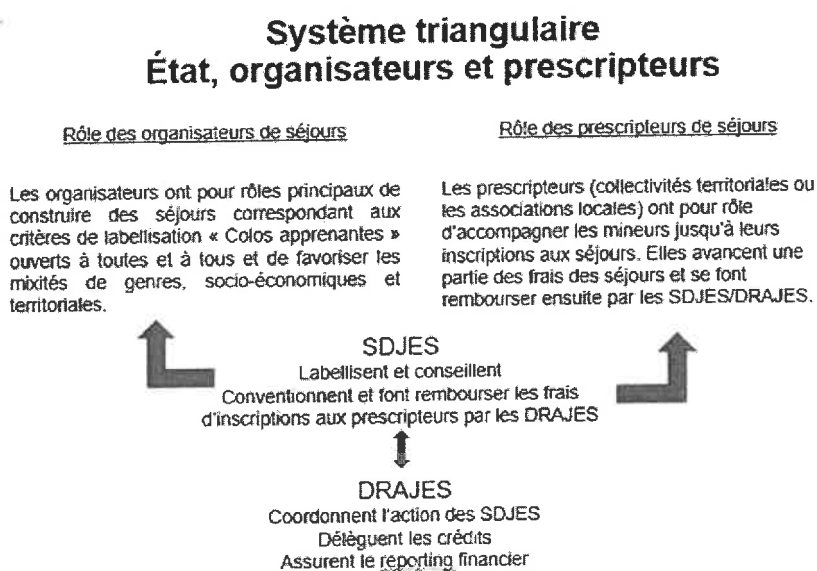 Système triangulaire
État, organisateurs et prescripteurs
Rôle des organisateurs de séjours
Les organisateurs ont pour rôles principaux de
construire des séjours correspondant aux
critères de labellisation « Colos apprenantes »
ouverts à toutes et à tous et de favoriser les
mixités de genres, socio-économiques et
territoriales.
Rôle des prescripteurs de séjours
Les prescripteurs (collectivités territoriales ou
les associations locales) ont pour rôle
d'accompagner les mineurs jusqu'à leurs
inscriptions aux séjours. Elles avancent une
partie des frais des séjours et se font
rembourser ensuite par les SDJES/DRAJES.
SDJES
Labellisent et conseillent
Conventionnent et font rembourser les frais
d'inscriptions aux prescripteurs par les DRAJES
DRAJES
Coordonnent l'action des SDJES
Délèguent les crédits
Assurent le reporting financier